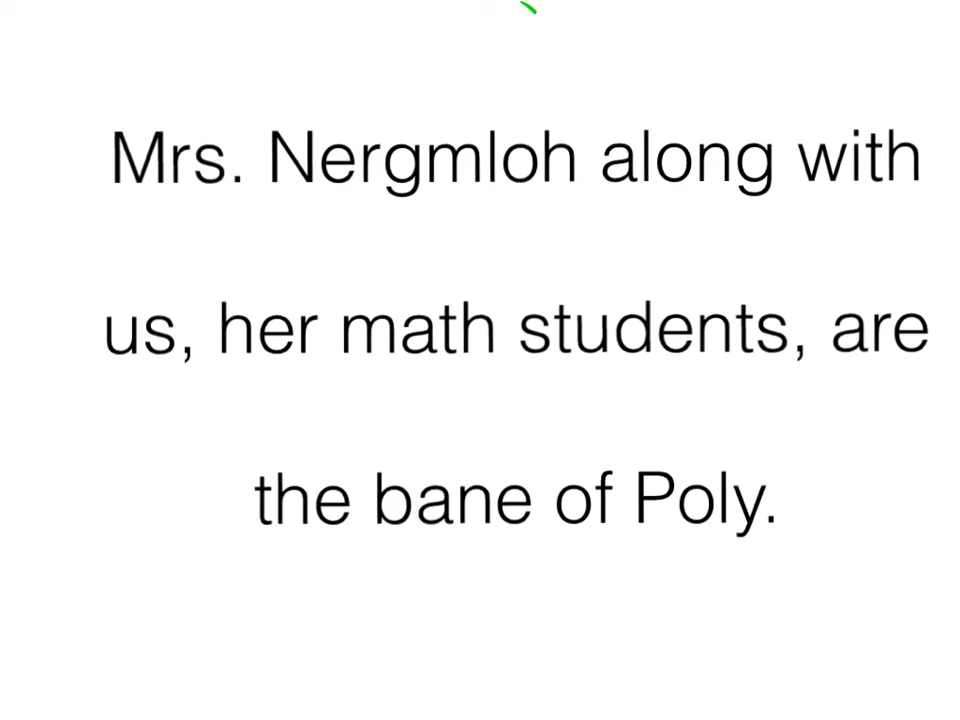 Mrs. Nergmloh along with
us, her math students, are
the bane of Poly.